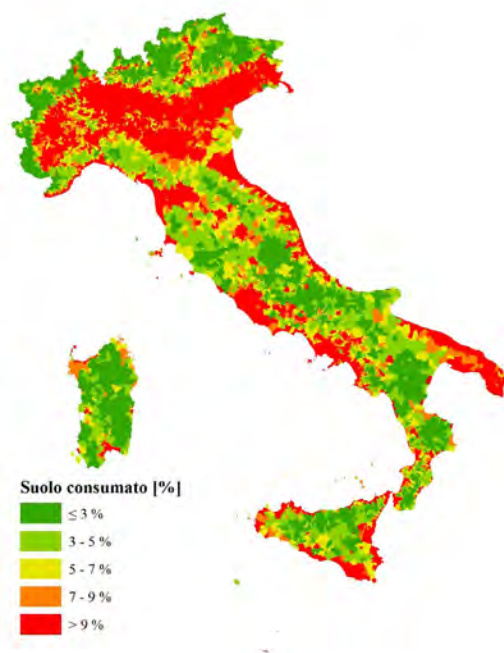 Suolo consumato [%]
≤ 3 %
3 - 5 %
5 - 7 %
7 - 9 %
> 9 %